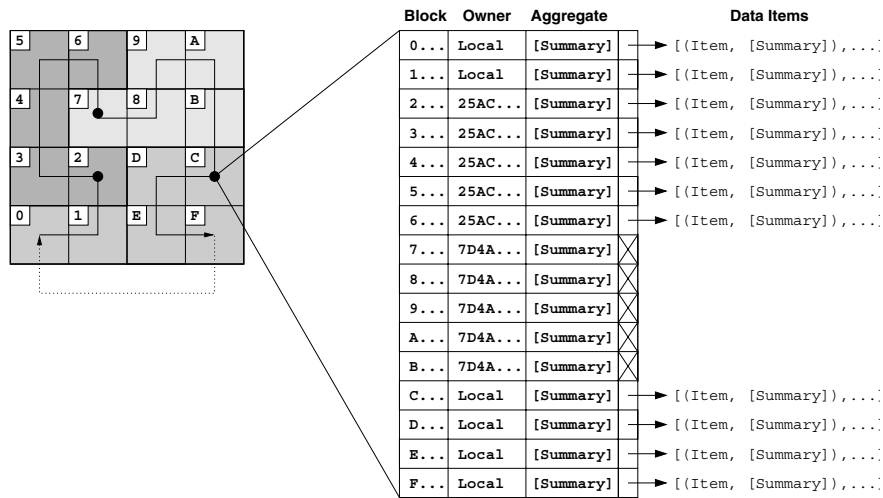 Block Owner Aggregate Data Items
5 6 9 A
4 7 8 B
3 2 D C
0 1 E F
0... Local [Summary] [(Item, [Summary]),...]
1... Local [Summary] [(Item, [Summary]),...]
2... 25AC... [Summary] [(Item, [Summary]),...]
3... 25AC... [Summary] [(Item, [Summary]),...]
4... 25AC... [Summary] [(Item, [Summary]),...]
5... 25AC... [Summary] [(Item, [Summary]),...]
6... 25AC... [Summary] [(Item, [Summary]),...]
7... 7D4A... [Summary]
8... 7D4A... [Summary]
9... 7D4A... [Summary]
A... 7D4A... [Summary]
B... 7D4A... [Summary]
C... Local [Summary] [(Item, [Summary]),...]
D... Local [Summary] [(Item, [Summary]),...]
E... Local [Summary] [(Item, [Summary]),...]
F... Local [Summary] [(Item, [Summary]),...]